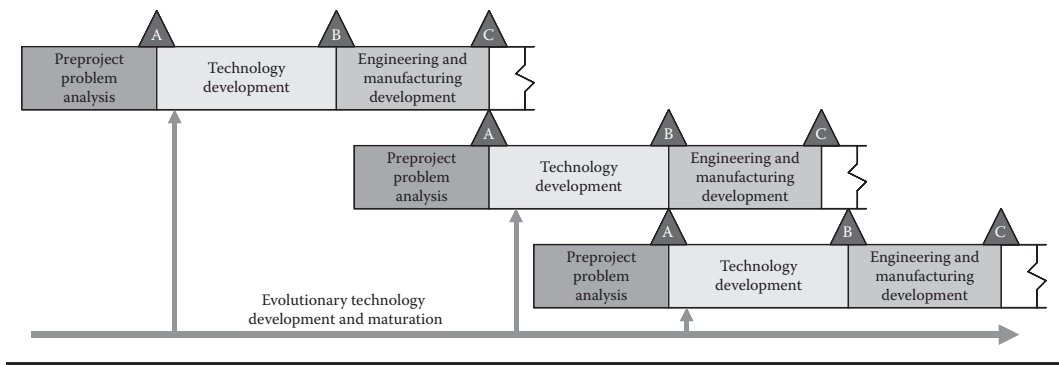 A
B
C
Preproject
problem
analysis
Technology
development
Engineering and
manufacturing
development
A
B
C
Preproject
problem
analysis
Technology
development
Engineering and
manufacturing
development
A
B
C
Preproject
problem
analysis
Technology
development
Engineering and
manufacturing
development
Evolutionary technology
development and maturation